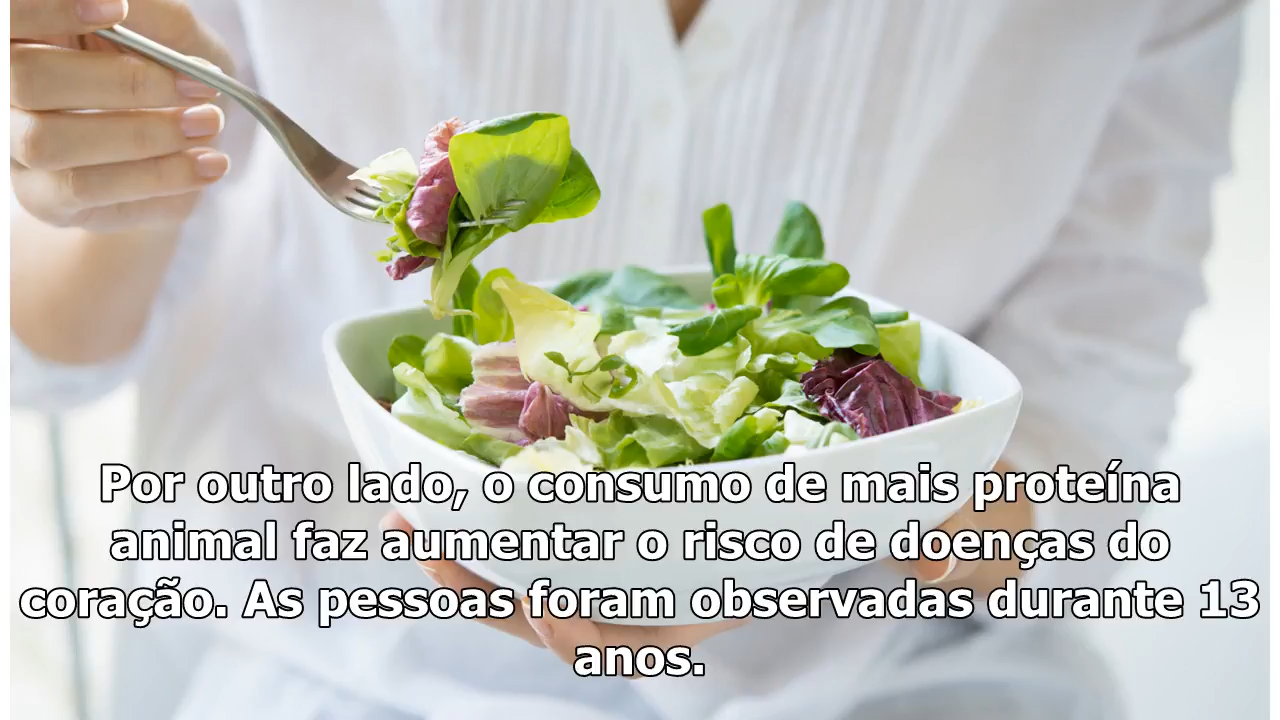 Por outro lado, o consumo de mais proteína
animal faz aumentar o risco de doenças do
coração. As pessoas foram observadas durante 13
anos.